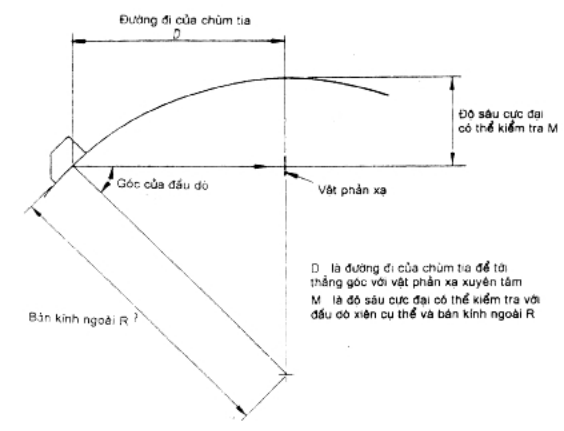 Đường đi của chùm tia
D
Độ sâu cực đại
có thể kiểm tra M
Góc của đầu dò
Vật phản xạ
D là đường đi của chùm tia để tới
thẳng góc với vật phản xạ xuyên tâm
M là độ sâu cực đại có thể kiểm tra với
đầu dò xiên cụ thể và bán kính ngoài R
Bán kính ngoài R ?